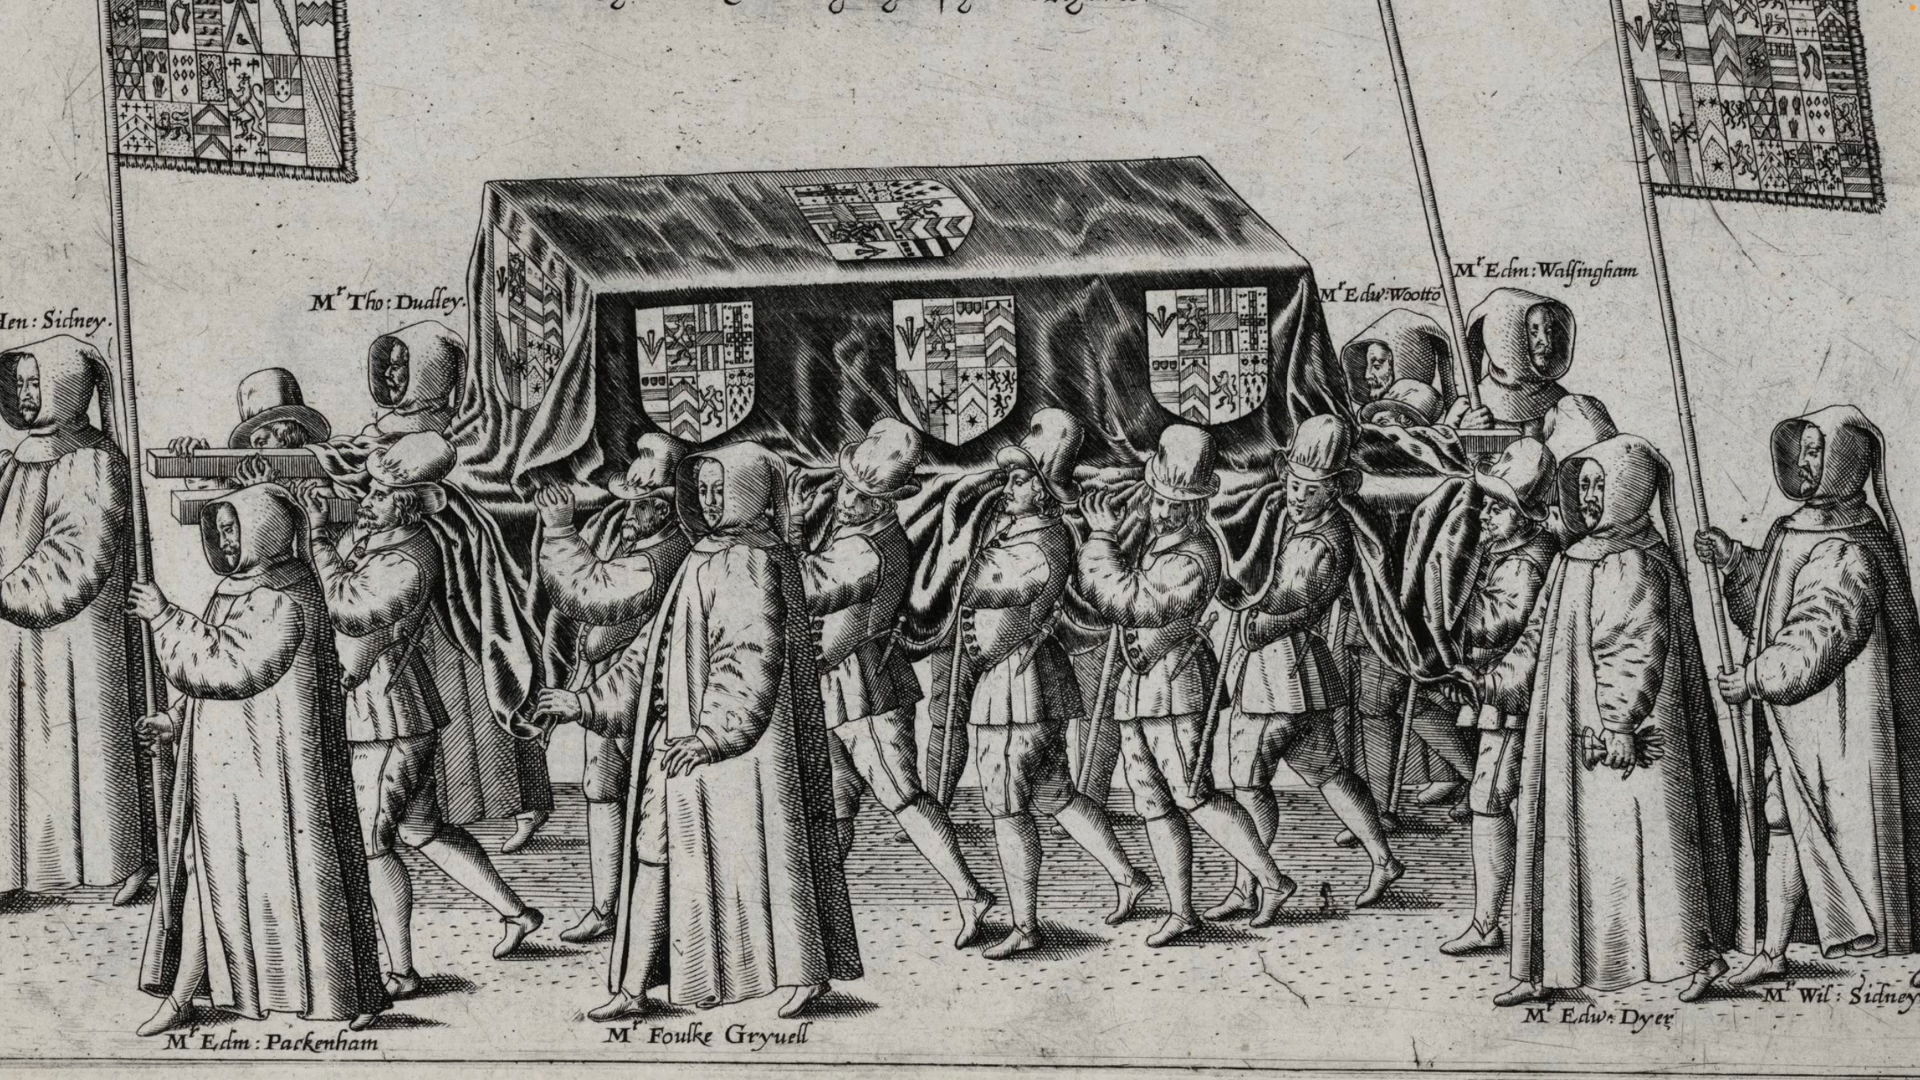 Hen: Sidney.
Mr Tho: Dudley.
Mr Edw: Wootto
Mr Edm: Walsingham
Mr Edm: Packenham
Mr Foulke Gryuell
Mr Edw: Dyer
Mr Wil: Sidney